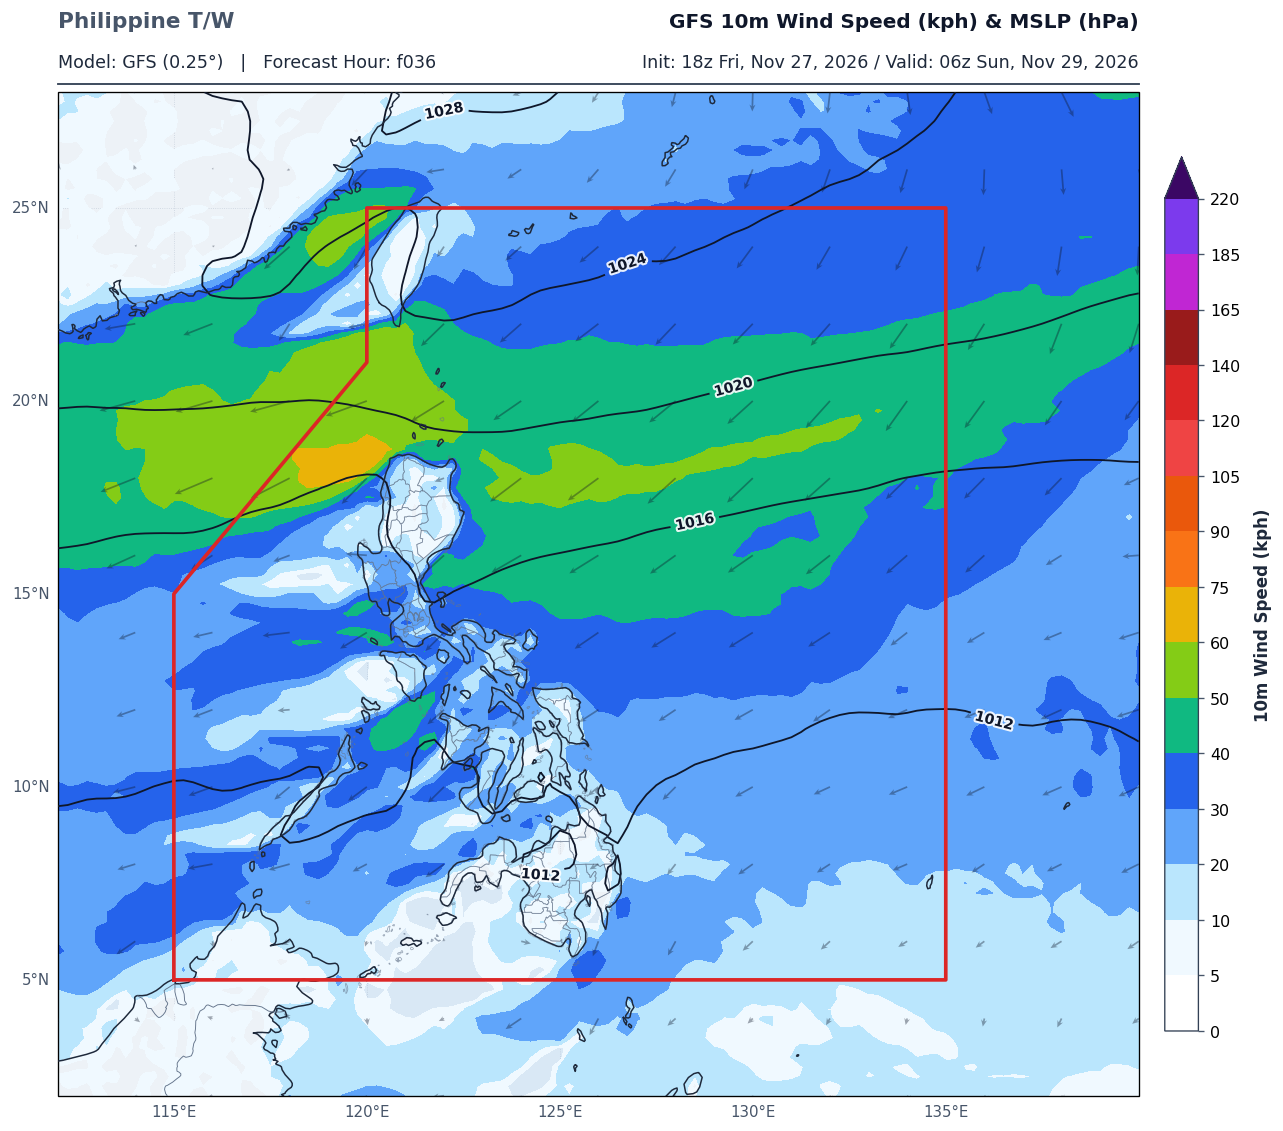 Philippine T/W
GFS 10m Wind Speed (kph) & MSLP (hPa)
Model: GFS (0.25°)   |   Forecast Hour: f036
Init: 18z Fri, Nov 27, 2026 / Valid: 06z Sun, Nov 29, 2026
1028
1024
1020
1016
1012
1012
25°N
20°N
15°N
10°N
5°N
115°E
120°E
125°E
130°E
135°E
220
185
165
140
120
105
90
75
60
50
40
30
20
10
5
0
10m Wind Speed (kph)